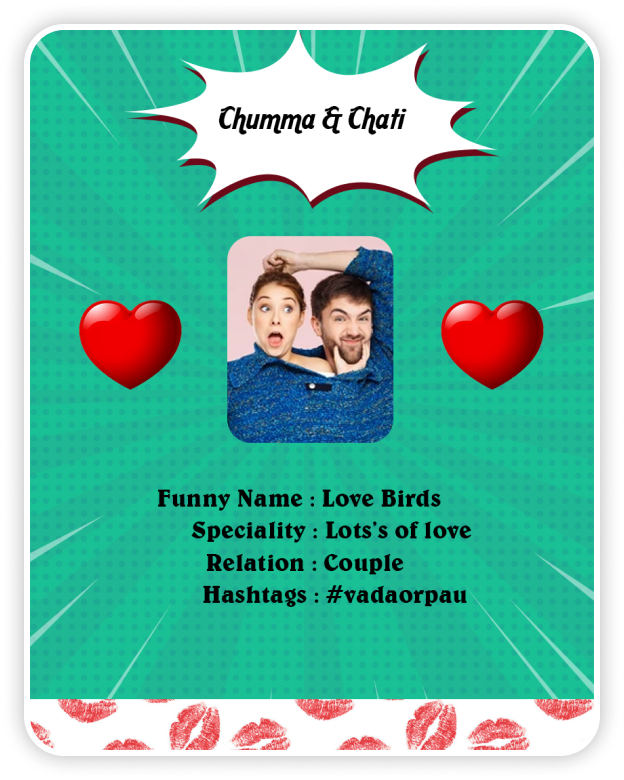 Chumma & Chati
Funny Name : Love Birds
Speciality : Lots's of love
Relation : Couple
Hashtags : #vadaorpau